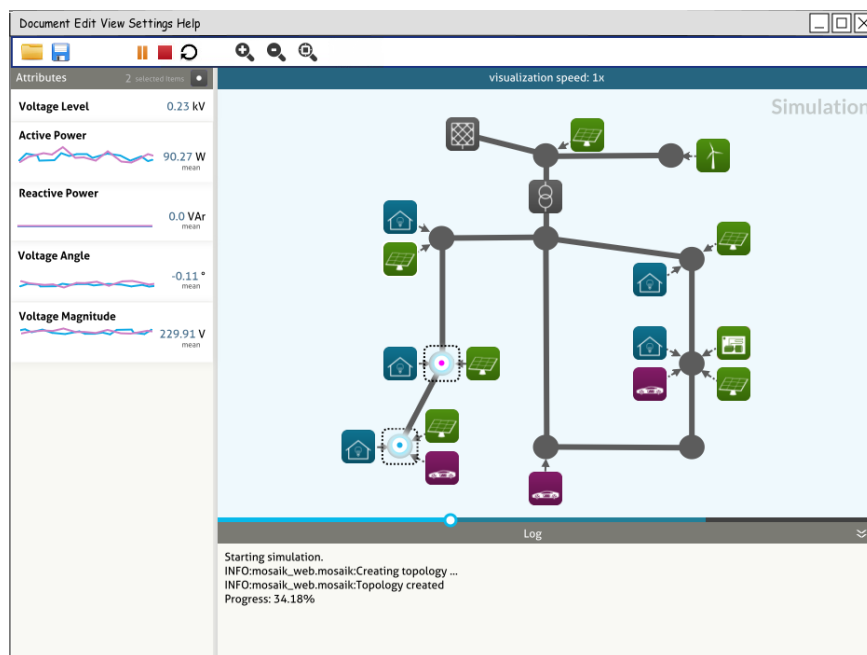 Document Edit View Settings Help
Attributes 2 selected items
visualization speed: 1x
Simulation
Voltage Level 0.23 kV
Active Power
90.27 W
mean
Reactive Power
0.0 VAr
mean
Voltage Angle
-0.11 °
mean
Voltage Magnitude
229.91 V
mean
Log
Starting simulation.
INFO:mosaik_web.mosaik:Creating topology ...
INFO:mosaik_web.mosaik:Topology created
Progress: 34.18%